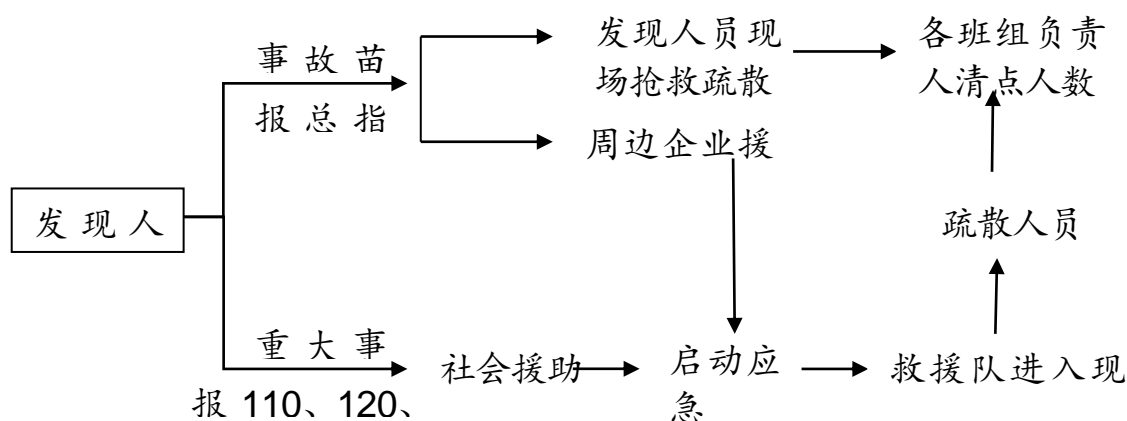 事故苗
报总指
发现人员现
场抢救疏散
各班组负责
人清点人数
周边企业援
发现人
疏散人员
重大事
报 110、120、
社会援助
启动应
急
救援队进入现